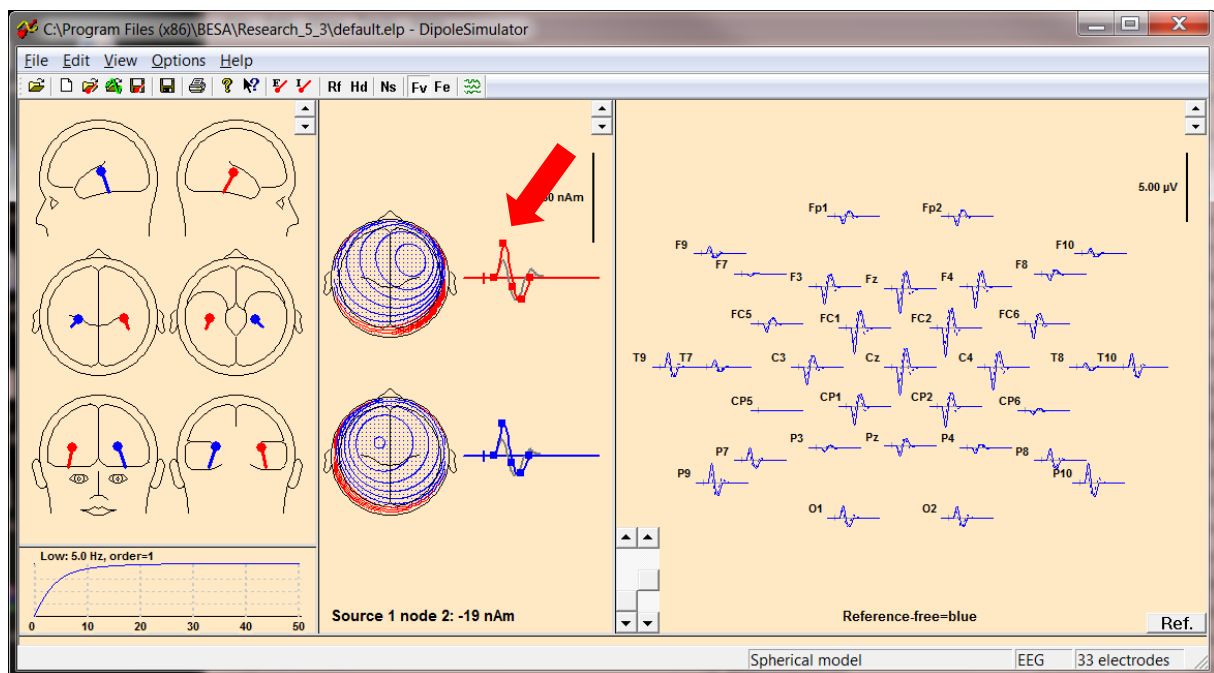 C:\Program Files (x86)\BESA\Research_5_3\default.elp - DipoleSimulator
File Edit View Options Help
Rf Hd Ns Fv Fe
0 nAm
5.00 µV
Fp1 Fp2
F9 F10
F7 F8
F3 Fz F4
FC5 FC1 FC2 FC6
T9 T7 C3 Cz C4 T8 T10
CP5 CP1 CP2 CP6
P7 P3 Pz P4 P8
P9 P10
O1 O2
Low: 5.0 Hz, order=1
0 10 20 30 40 50
Source 1 node 2: -19 nAm
Reference-free=blue
Ref.
Spherical model EEG 33 electrodes